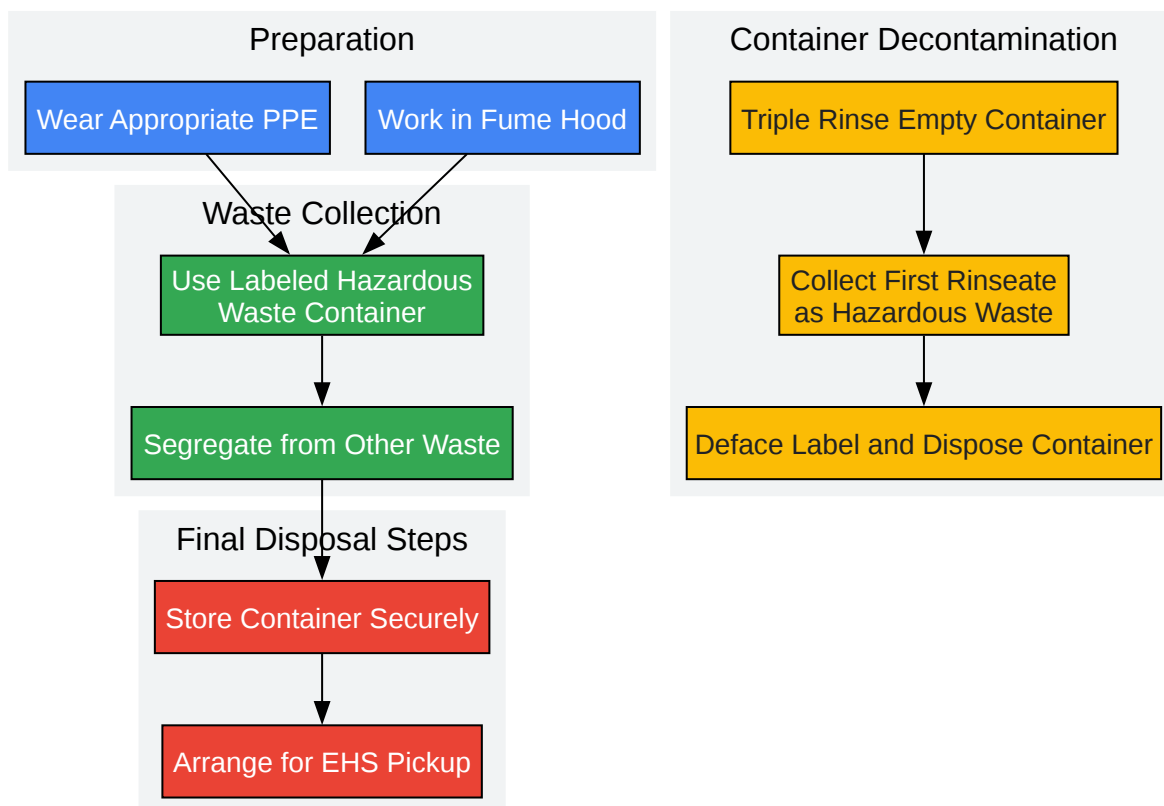 Preparation
Wear Appropriate PPE
Work in Fume Hood
Waste Collection
Use Labeled Hazardous
Waste Container
Segregate from Other Waste
Final Disposal Steps
Store Container Securely
Arrange for EHS Pickup
Container Decontamination
Triple Rinse Empty Container
Collect First Rinseate
as Hazardous Waste
Deface Label and Dispose Container